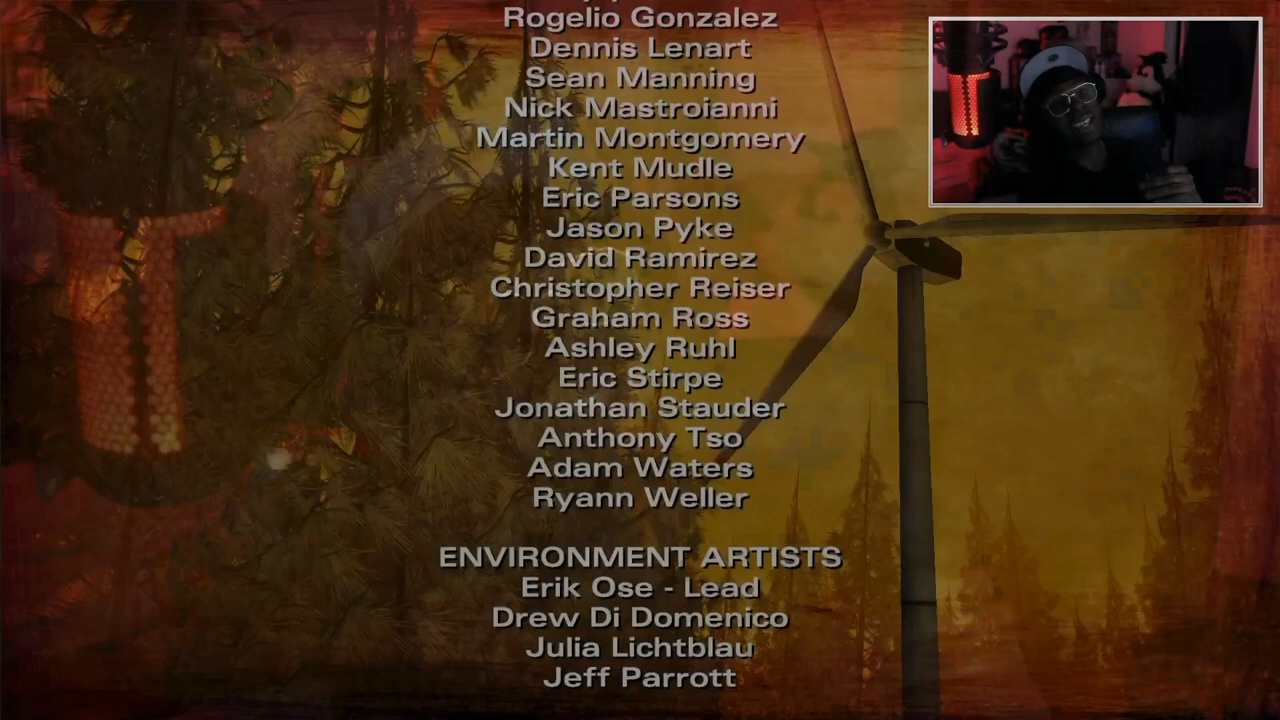 Rogelio Gonzalez
Dennis Lenart
Sean Manning
Nick Mastroianni
Martin Montgomery
Kent Mudle
Eric Parsons
Jason Pyke
David Ramirez
Christopher Reiser
Graham Ross
Ashley Ruhl
Eric Stirpe
Jonathan Stauder
Anthony Tso
Adam Waters
Ryann Weller
ENVIRONMENT ARTISTS
Erik Ose - Lead
Drew Di Domenico
Julia Lichtblau
Jeff Parrott